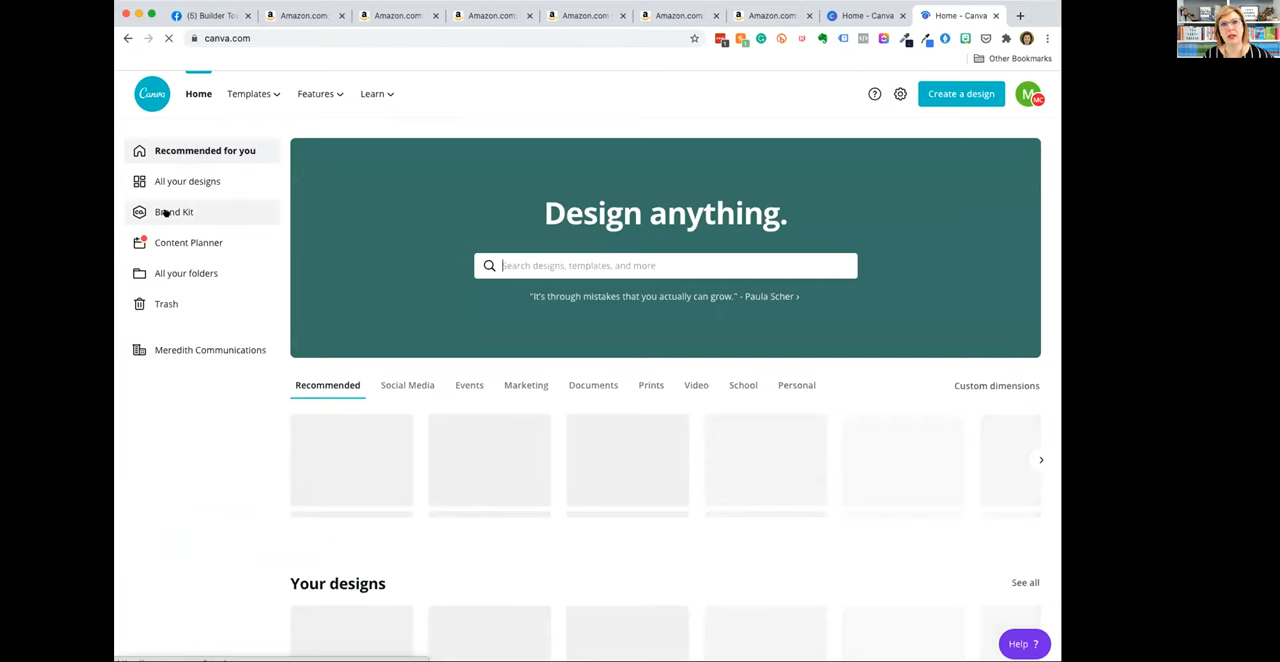 (5) Builder To
Amazon.com:
Amazon.com:
Amazon.com:
Amazon.com:
Amazon.com:
Amazon.com:
Home - Canva
Home - Canva
canva.com
Other Bookmarks
Canva
Home
Templates
Features
Learn
Create a design
M
MC
Recommended for you
All your designs
Brand Kit
Content Planner
All your folders
Trash
Meredith Communications
Design anything.
Search designs, templates, and more
"It's through mistakes that you actually can grow." - Paula Scher ›
Recommended
Social Media
Events
Marketing
Documents
Prints
Video
School
Personal
Custom dimensions
Your designs
See all
Help ?